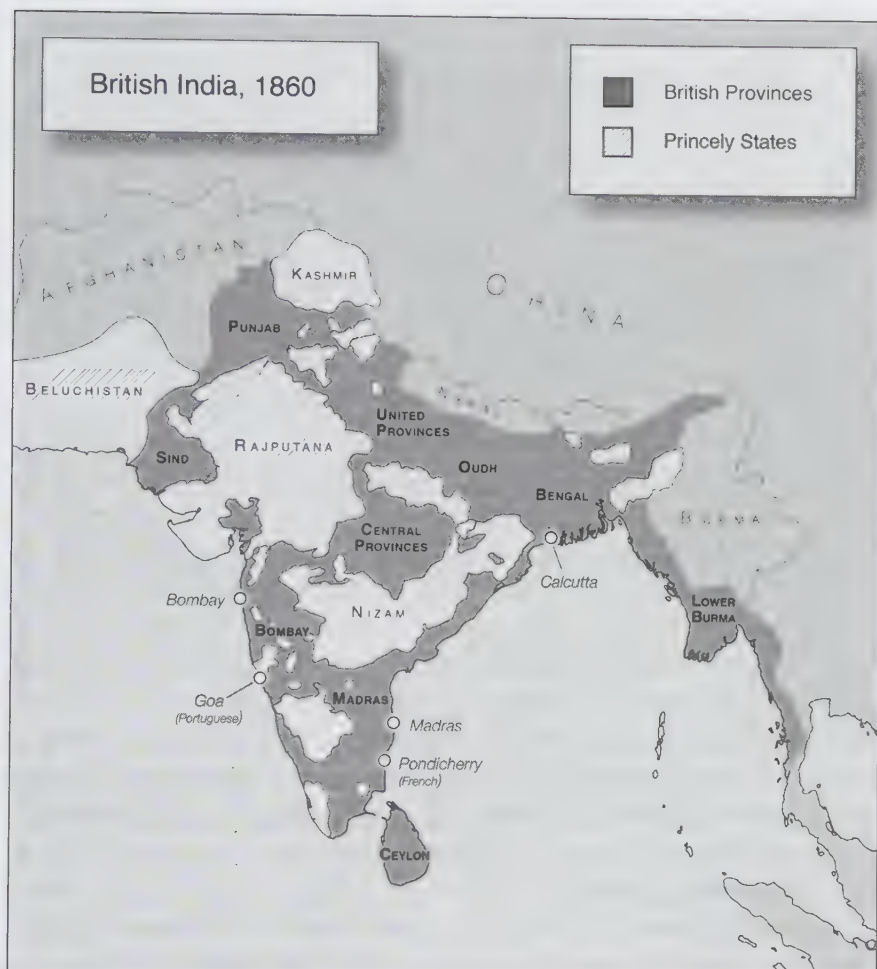 British India, 1860
British Provinces
Princely States
AFGHANISTAN
KASHMIR
CHINA
PUNJAB
BELUCHISTAN
NEPAL
UNITED
PROVINCES
RAJPUTANA
SIND
OUDH
BENGAL
BURMA
CENTRAL
PROVINCES
Calcutta
Bombay
NIZAM
LOWER
BURMA
BOMBAY
Goa
(Portuguese)
MADRAS
Madras
Pondicherry
(French)
CEYLON